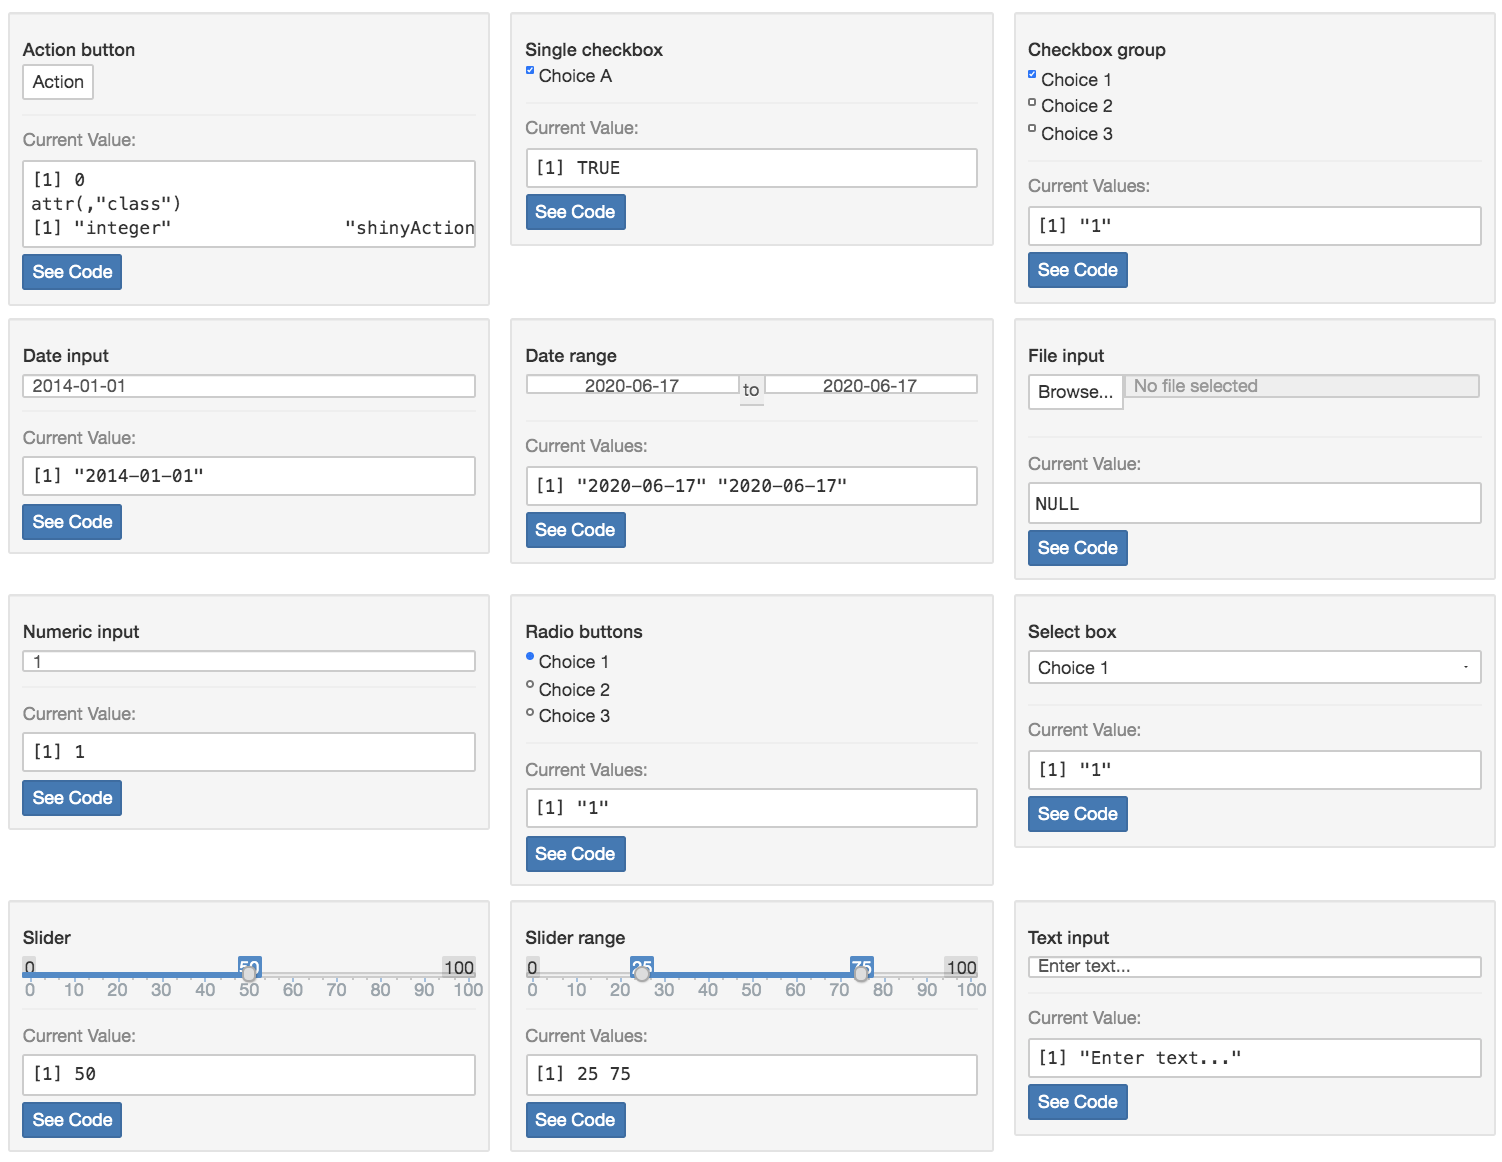 Action button
Action
Current Value:
[1] 0
attr(,"class")
[1] "integer"                "shinyAction
See Code
Single checkbox
Choice A
Current Value:
[1] TRUE
See Code
Checkbox group
Choice 1
Choice 2
Choice 3
Current Values:
[1] "1"
See Code
Date input
2014-01-01
Current Value:
[1] "2014-01-01"
See Code
Date range
2020-06-17 to 2020-06-17
Current Values:
[1] "2020-06-17" "2020-06-17"
See Code
File input
Browse... No file selected
Current Value:
NULL
See Code
Numeric input
1
Current Value:
[1] 1
See Code
Radio buttons
Choice 1
Choice 2
Choice 3
Current Values:
[1] "1"
See Code
Select box
Choice 1
Current Value:
[1] "1"
See Code
Slider
0 50 100
0 10 20 30 40 50 60 70 80 90 100
Current Value:
[1] 50
See Code
Slider range
0 25 75 100
0 10 20 30 40 50 60 70 80 90 100
Current Values:
[1] 25 75
See Code
Text input
Enter text...
Current Value:
[1] "Enter text..."
See Code